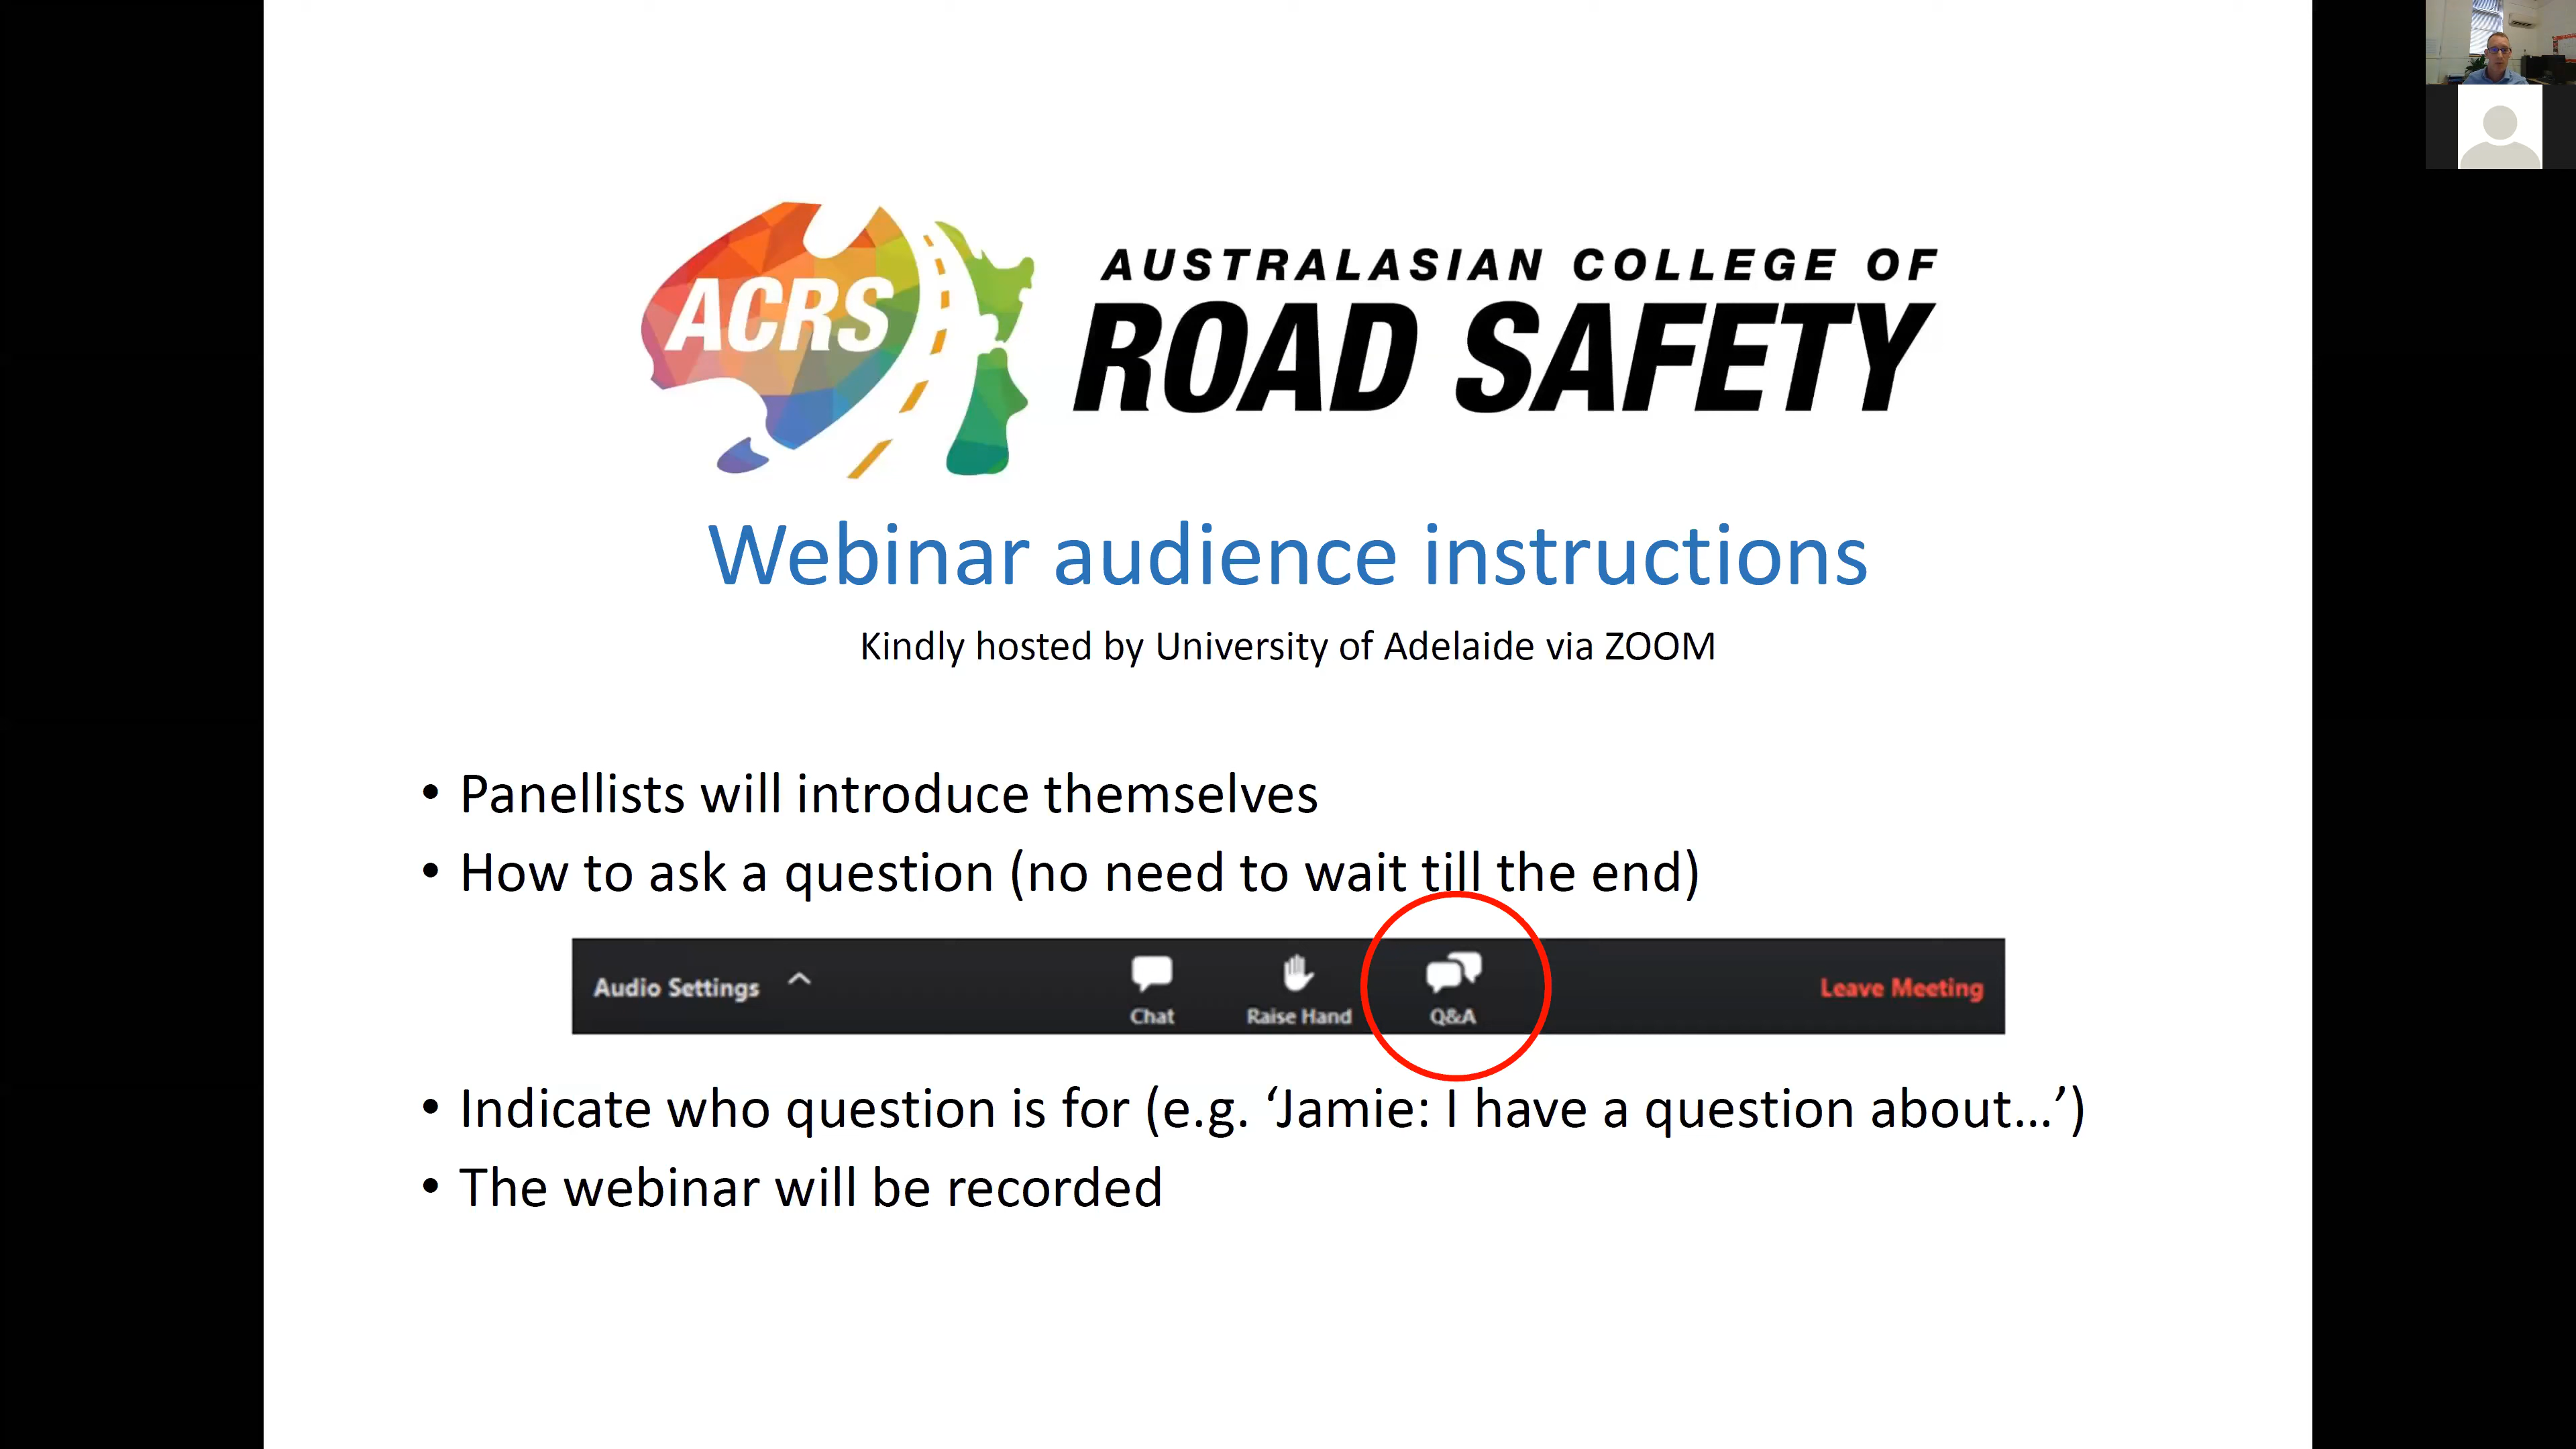 ACRS
AUSTRALASIAN COLLEGE OF
ROAD SAFETY
Webinar audience instructions
Kindly hosted by University of Adelaide via ZOOM
• Panellists will introduce themselves
• How to ask a question (no need to wait till the end)
Audio Settings Chat Raise Hand Q&A Leave Meeting
• Indicate who question is for (e.g. ‘Jamie: I have a question about…’)
• The webinar will be recorded